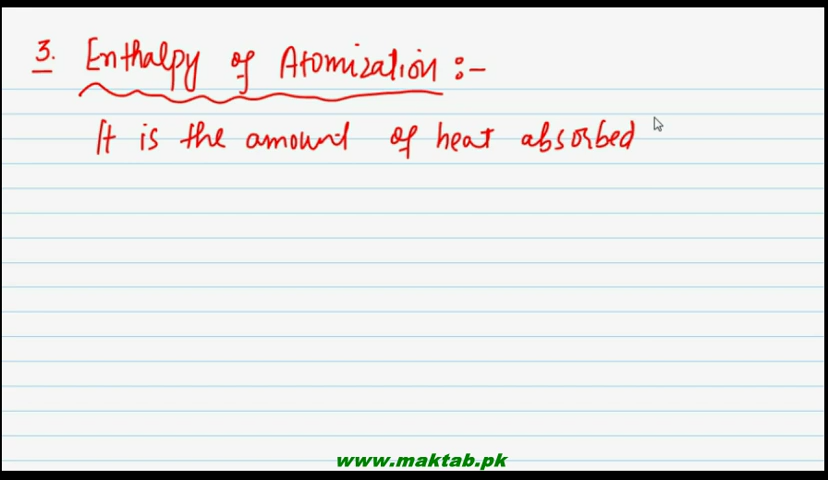 3. Enthalpy of Atomization :-
It is the amount of heat absorbed
www.maktab.pk